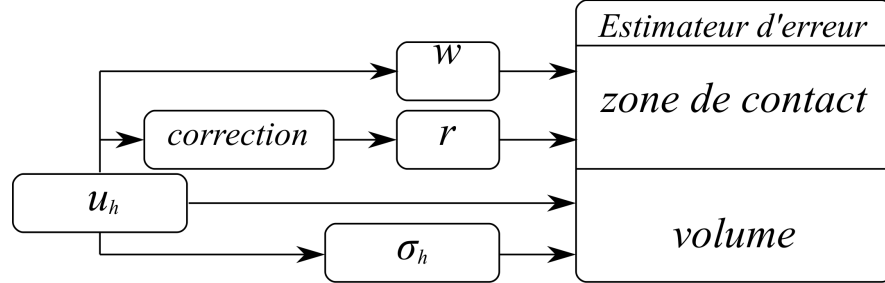 Estimateur d'erreur
w
zone de contact
correction
r
u_h
volume
σ_h